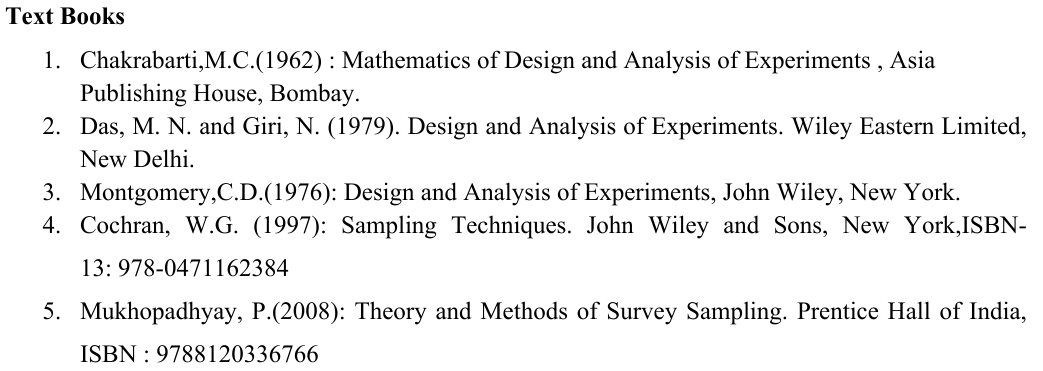 Text Books
1. Chakrabarti,M.C.(1962) : Mathematics of Design and Analysis of Experiments , Asia
Publishing House, Bombay.
2. Das, M. N. and Giri, N. (1979). Design and Analysis of Experiments. Wiley Eastern Limited,
New Delhi.
3. Montgomery,C.D.(1976): Design and Analysis of Experiments, John Wiley, New York.
4. Cochran, W.G. (1997): Sampling Techniques. John Wiley and Sons, New York,ISBN-
13: 978-0471162384
5. Mukhopadhyay, P.(2008): Theory and Methods of Survey Sampling. Prentice Hall of India,
ISBN : 9788120336766